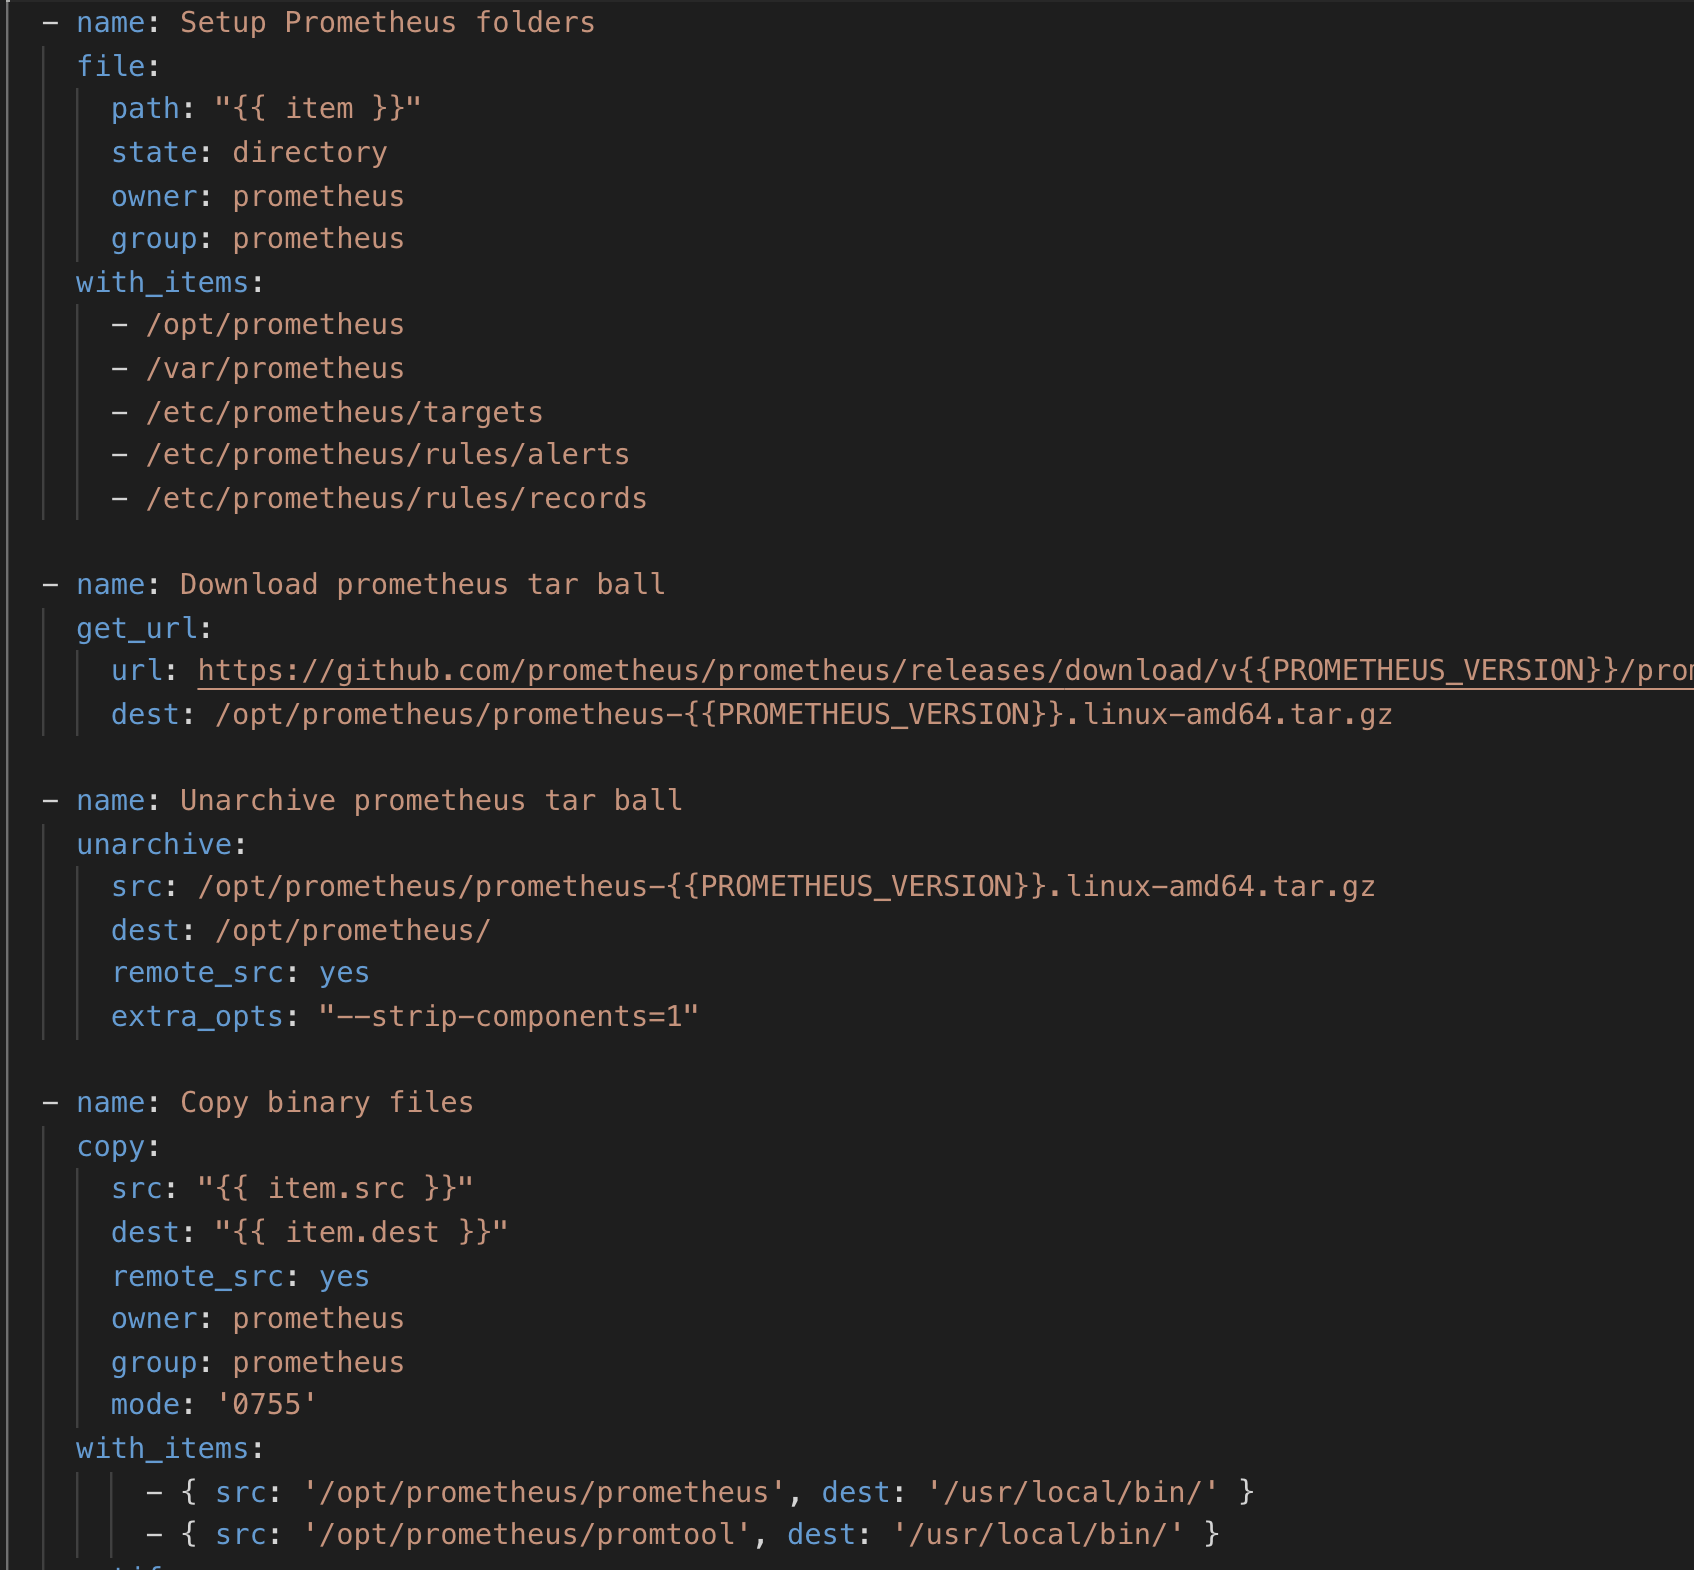 - name: Setup Prometheus folders
  file:
    path: "{{ item }}"
    state: directory
    owner: prometheus
    group: prometheus
  with_items:
    - /opt/prometheus
    - /var/prometheus
    - /etc/prometheus/targets
    - /etc/prometheus/rules/alerts
    - /etc/prometheus/rules/records

- name: Download prometheus tar ball
  get_url:
    url: https://github.com/prometheus/prometheus/releases/download/v{{PROMETHEUS_VERSION}}/prom
    dest: /opt/prometheus/prometheus-{{PROMETHEUS_VERSION}}.linux-amd64.tar.gz

- name: Unarchive prometheus tar ball
  unarchive:
    src: /opt/prometheus/prometheus-{{PROMETHEUS_VERSION}}.linux-amd64.tar.gz
    dest: /opt/prometheus/
    remote_src: yes
    extra_opts: "--strip-components=1"

- name: Copy binary files
  copy:
    src: "{{ item.src }}"
    dest: "{{ item.dest }}"
    remote_src: yes
    owner: prometheus
    group: prometheus
    mode: '0755'
  with_items:
      - { src: '/opt/prometheus/prometheus', dest: '/usr/local/bin/' }
      - { src: '/opt/prometheus/promtool', dest: '/usr/local/bin/' }